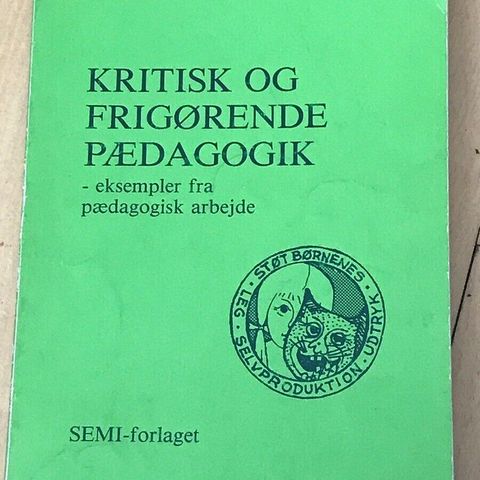 KRITISK OG
FRIGØRENDE
PÆDAGOGIK
- eksempler fra
pædagogisk arbejde
STØT BØRNENES · LEG · SELVPRODUKTION · UDTRYK ·
SEMI-forlaget